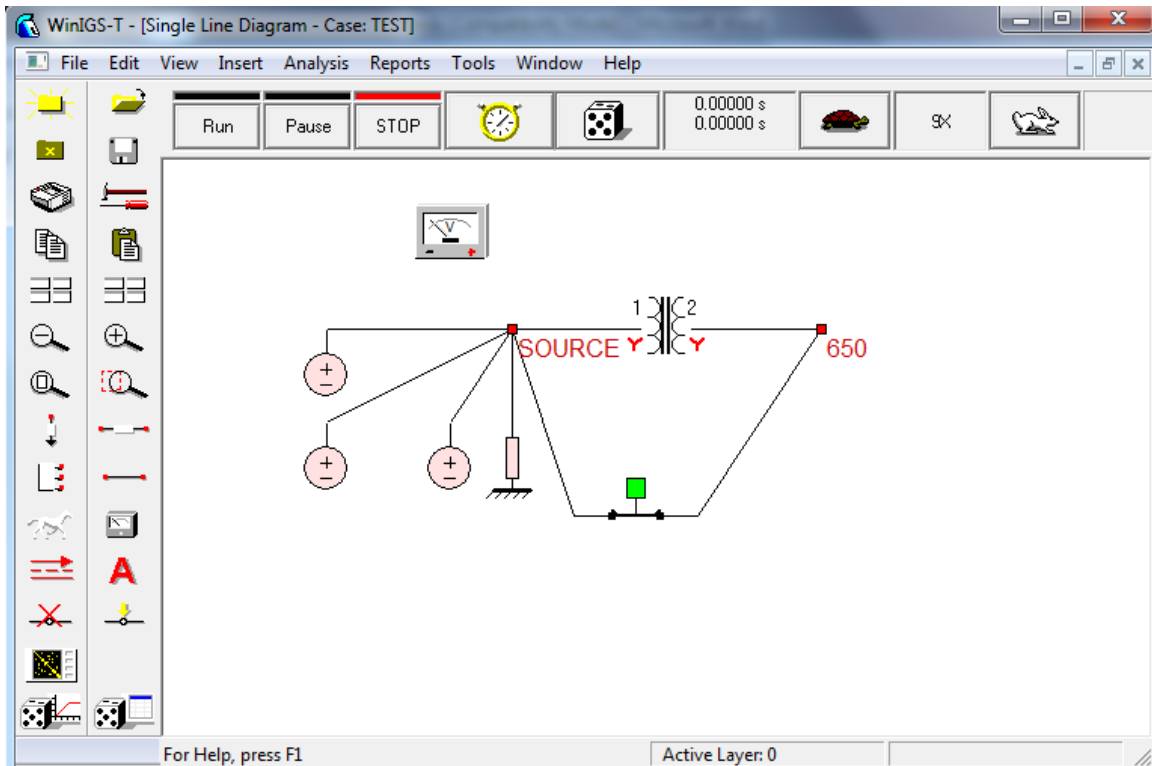 WinIGS-T - [Single Line Diagram - Case: TEST]
File Edit View Insert Analysis Reports Tools Window Help
Run Pause STOP 0.00000 s
0.00000 s
9X
V
1 2
SOURCE Y Y 650
A
For Help, press F1 Active Layer: 0